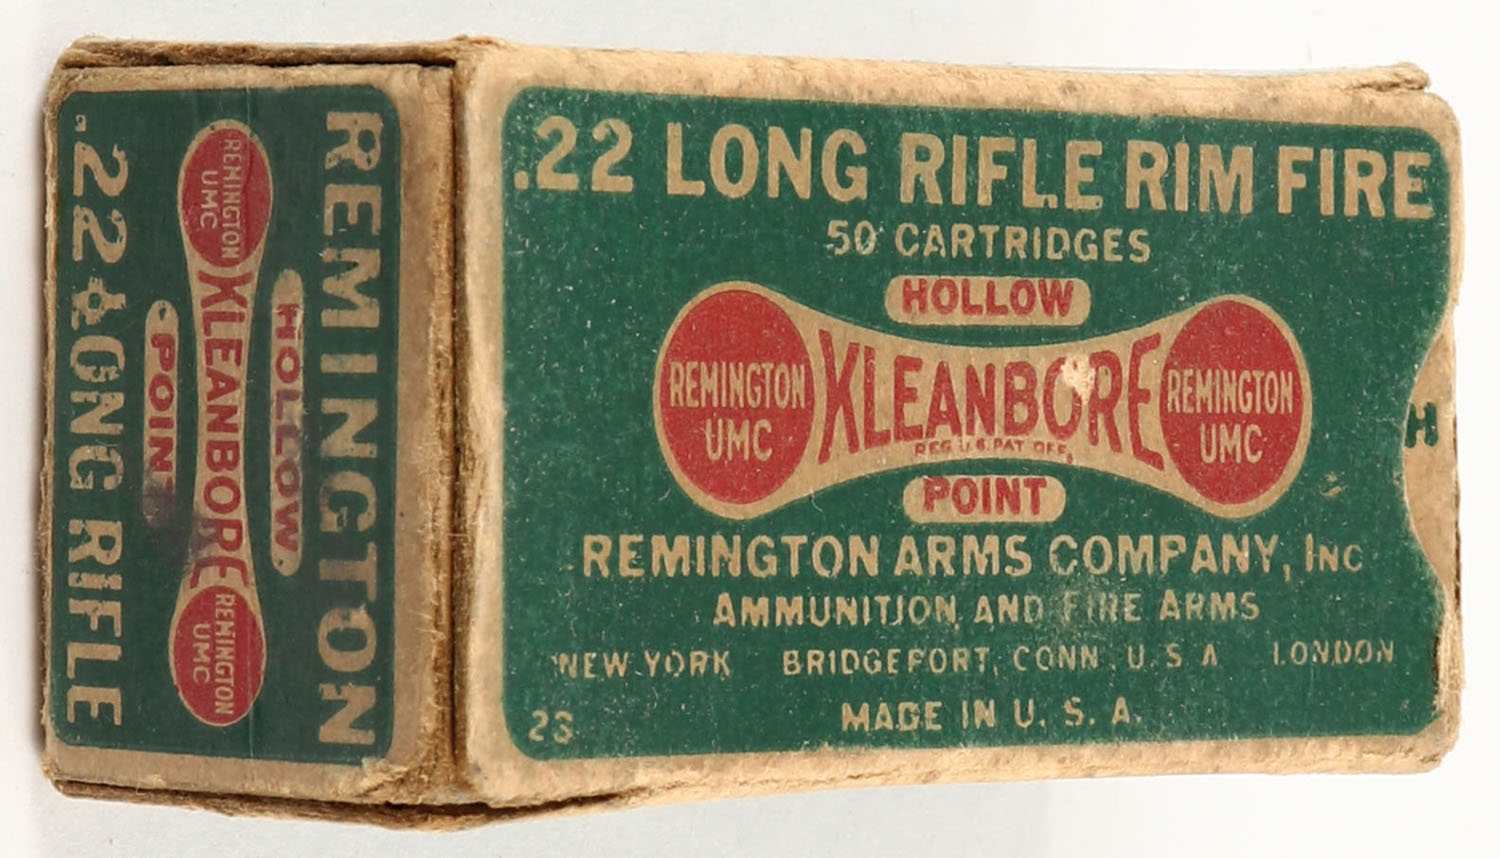 .22 LONG RIFLE RIM FIRE
50 CARTRIDGES
HOLLOW
REMINGTON UMC
KLEANBORE
REG. U.S. PAT. OFF.
REMINGTON UMC
POINT
REMINGTON ARMS COMPANY, INC
AMMUNITION AND FIRE ARMS
NEW YORK BRIDGEPORT, CONN. U.S.A. LONDON
MADE IN U. S. A.
23
H
REMINGTON
HOLLOW
REMINGTON UMC
KLEANBORE
REMINGTON UMC
POINT
.22 LONG RIFLE